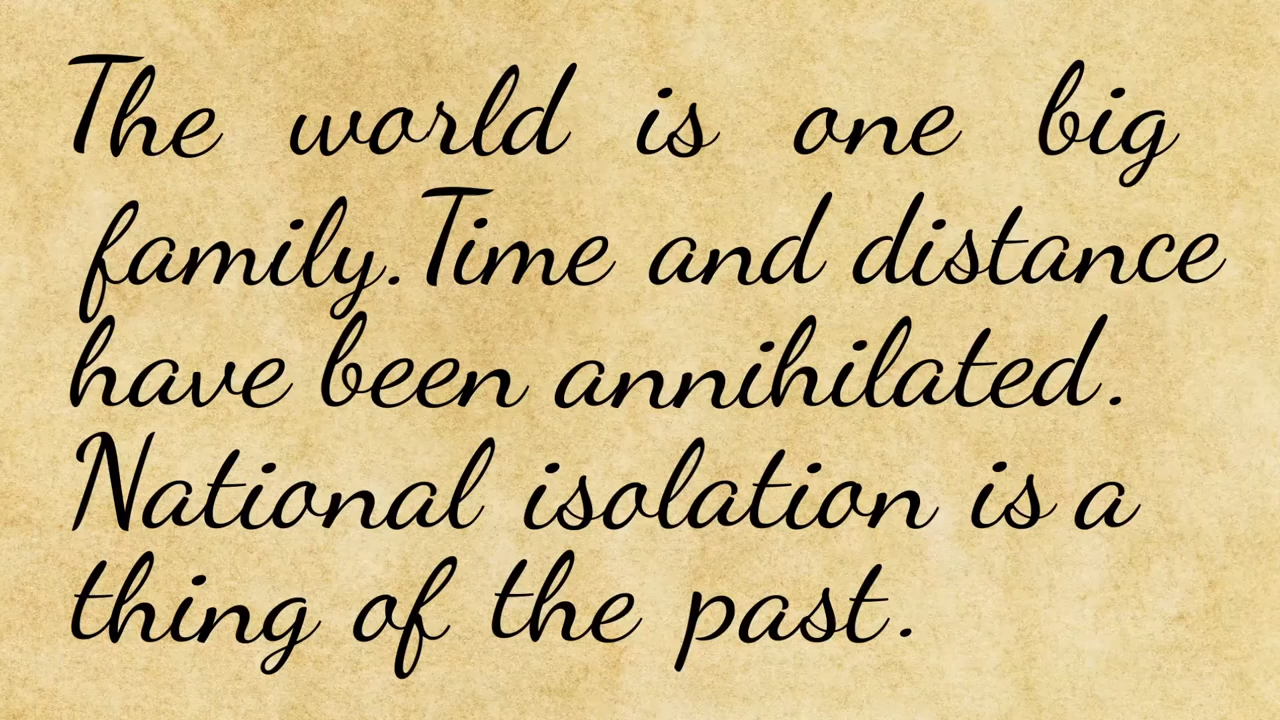 The world is one big
family.Time and distance
have been annihilated.
National isolation is a
thing of the past.